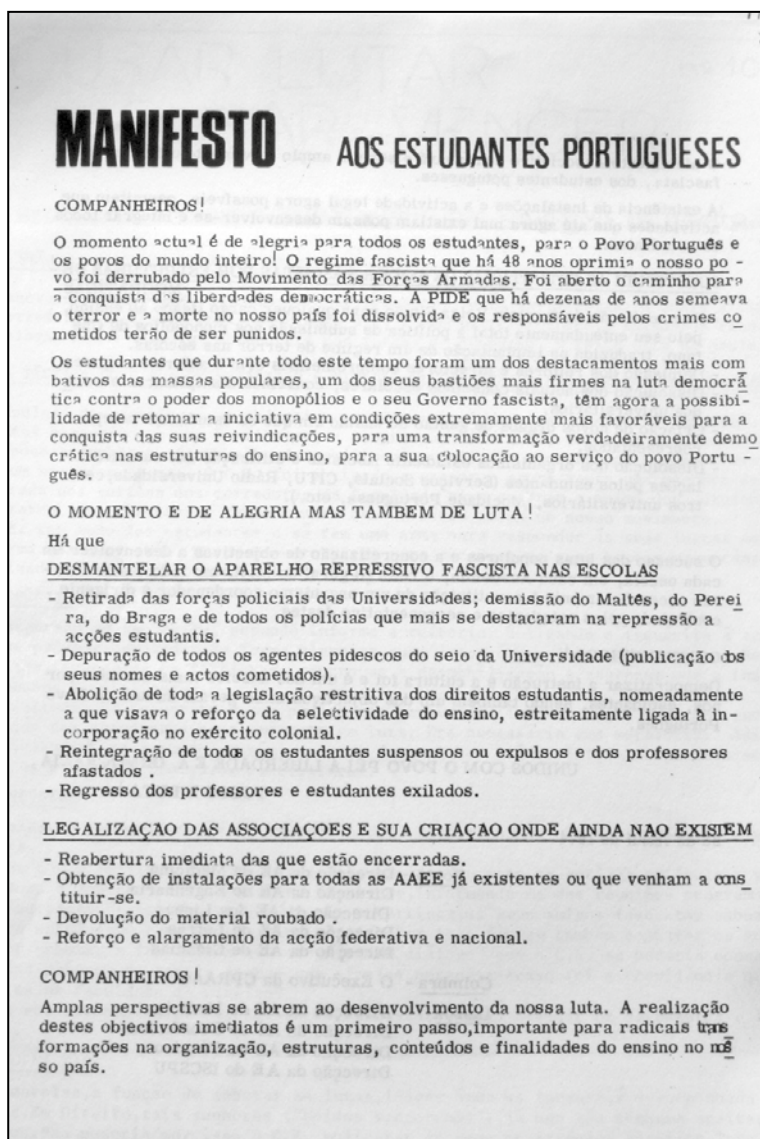 MANIFESTO AOS ESTUDANTES PORTUGUESES
COMPANHEIROS!
O momento actual é de alegria para todos os estudantes, para o Povo Português e
os povos do mundo inteiro! O regime fascista que há 48 anos oprimia o nosso po -
vo foi derrubado pelo Movimento das Forças Armadas. Foi aberto o caminho para
a conquista das liberdades democráticas. A PIDE que há dezenas de anos semeava
o terror e a morte no nosso país foi dissolvida e os responsáveis pelos crimes co
metidos terão de ser punidos.
Os estudantes que durante todo este tempo foram um dos destacamentos mais com
bativos das massas populares, um dos seus bastiões mais firmes na luta democrá
tica contra o poder dos monopólios e o seu Governo fascista, têm agora a possibi-
lidade de retomar a iniciativa em condições extremamente mais favoráveis para a
conquista das suas reivindicações, para uma transformação verdadeiramente demo
crática nas estruturas do ensino, para a sua colocação ao serviço do povo Portu -
guês.
O MOMENTO E DE ALEGRIA MAS TAMBEM DE LUTA!
Há que
DESMANTELAR O APARELHO REPRESSIVO FASCISTA NAS ESCOLAS
- Retirada das forças policiais das Universidades; demissão do Maltês, do Perei
ra, do Braga e de todos os polícias que mais se destacaram na repressão a
acções estudantis.
- Depuração de todos os agentes pidescos do seio da Universidade (publicação dos
seus nomes e actos cometidos).
- Abolição de toda a legislação restritiva dos direitos estudantis, nomeadamente
a que visava o reforço da selectividade do ensino, estreitamente ligada à in-
corporação no exército colonial.
- Reintegração de todos os estudantes suspensos ou expulsos e dos professores
afastados .
- Regresso dos professores e estudantes exilados.
LEGALIZAÇÃO DAS ASSOCIAÇOES E SUA CRIAÇAO ONDE AINDA NAO EXISTEM
- Reabertura imediata das que estão encerradas.
- Obtenção de instalações para todas as AAEE já existentes ou que venham a cons
tituir-se.
- Devolução do material roubado .
- Reforço e alargamento da acção federativa e nacional.
COMPANHEIROS!
Amplas perspectivas se abrem ao desenvolvimento da nossa luta. A realização
destes objectivos imediatos é um primeiro passo,importante para radicais trans
formações na organização, estruturas, conteúdos e finalidades do ensino no nos
so país.